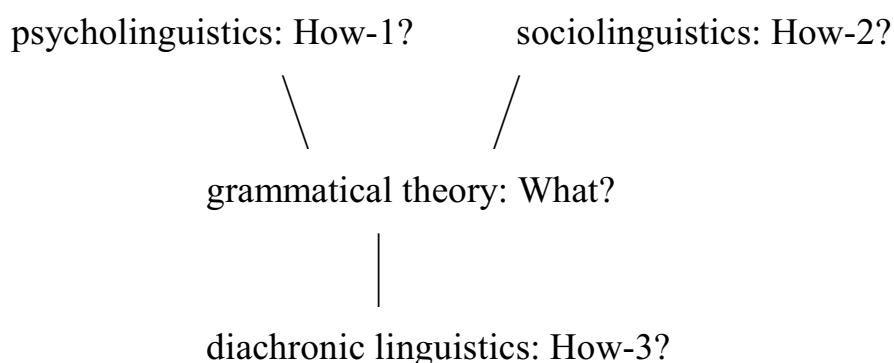 psycholinguistics: How-1? sociolinguistics: How-2?
grammatical theory: What?
diachronic linguistics: How-3?